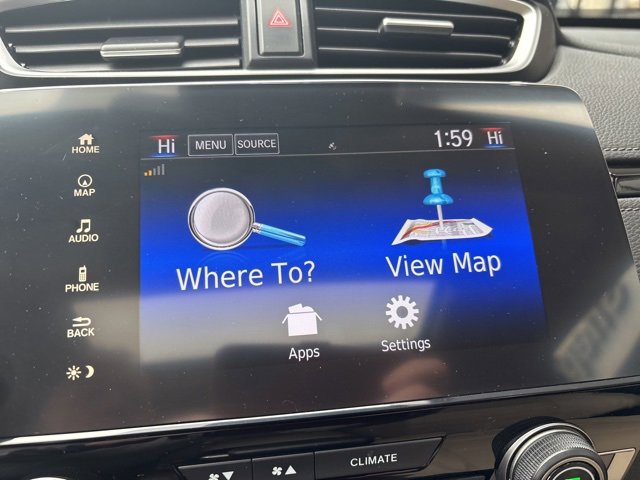 HOME
MAP
AUDIO
PHONE
BACK
Hi MENU SOURCE 1:59 Hi
Where To? View Map
Apps Settings
CLIMATE